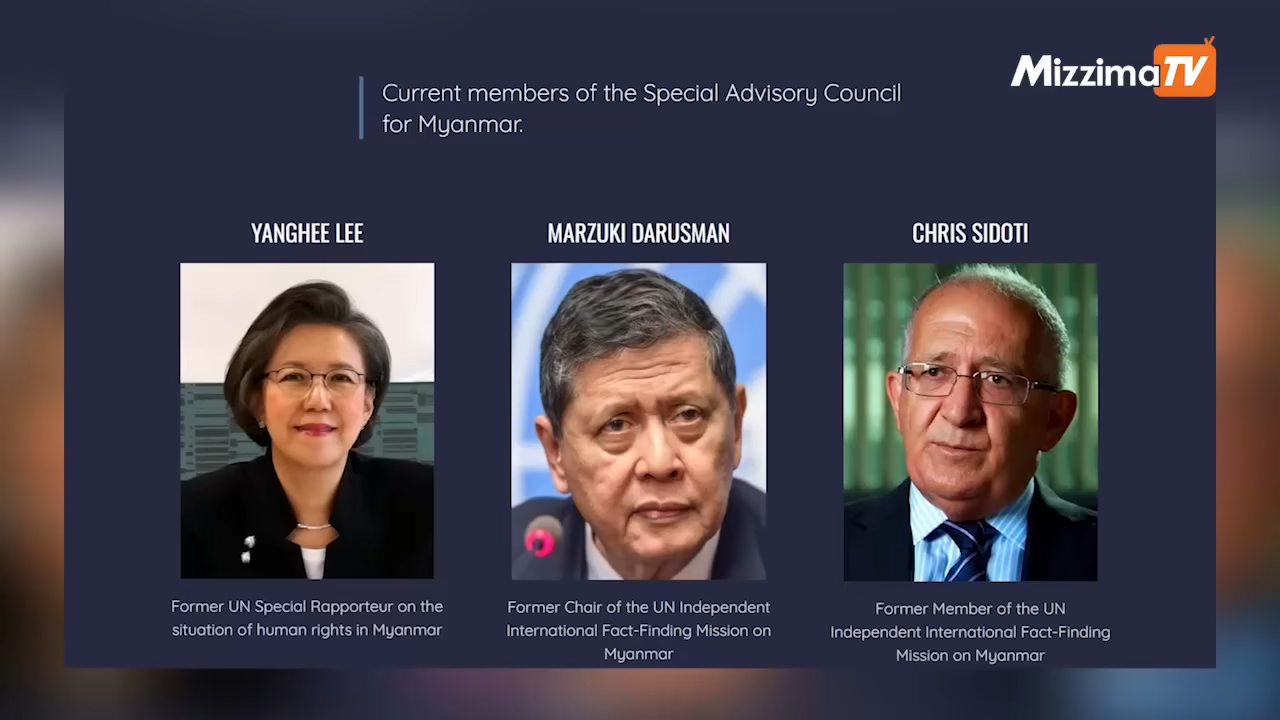 MizzimaTV
Current members of the Special Advisory Council
for Myanmar.
YANGHEE LEE
MARZUKI DARUSMAN
CHRIS SIDOTI
Former UN Special Rapporteur on the
situation of human rights in Myanmar
Former Chair of the UN Independent
International Fact-Finding Mission on
Myanmar
Former Member of the UN
Independent International Fact-Finding
Mission on Myanmar